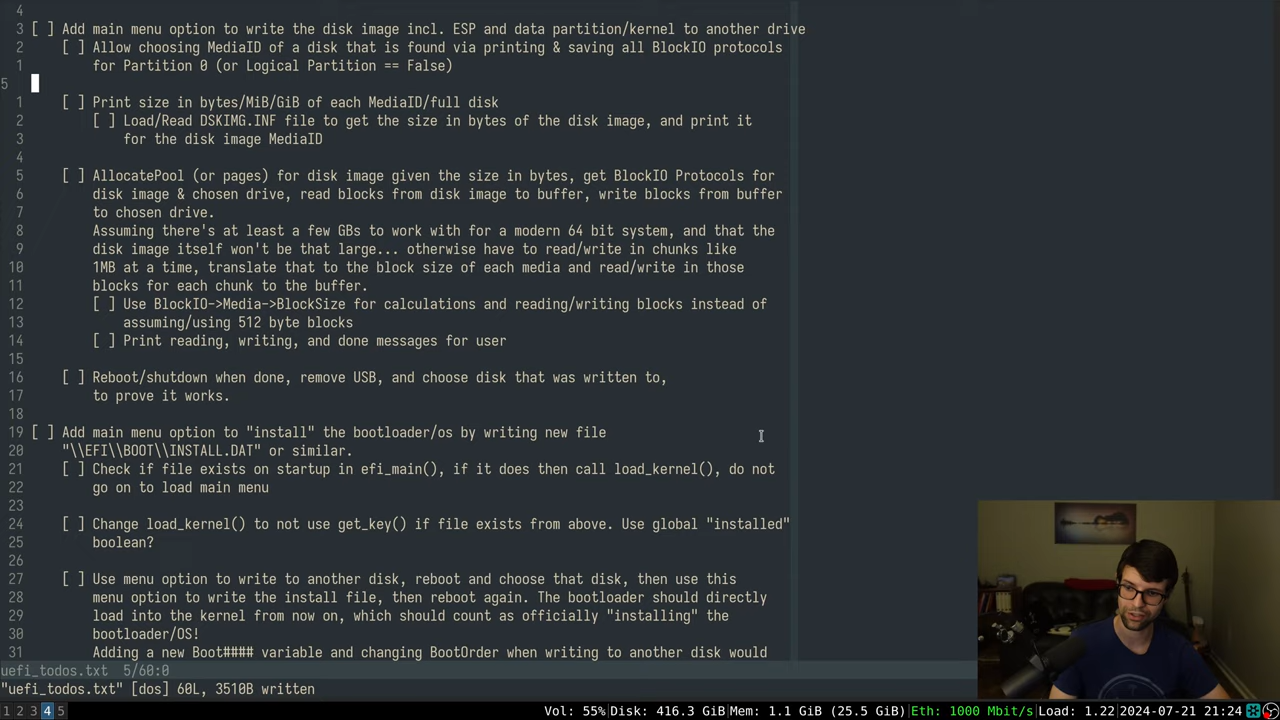 4
3 [ ] Add main menu option to write the disk image incl. ESP and data partition/kernel to another drive
2 [ ] Allow choosing MediaID of a disk that is found via printing & saving all BlockIO protocols
1 for Partition 0 (or Logical Partition == False)
5
1 [ ] Print size in bytes/MiB/GiB of each MediaID/full disk
2 [ ] Load/Read DSKIMG.INF file to get the size in bytes of the disk image, and print it
3 for the disk image MediaID
4
5 [ ] AllocatePool (or pages) for disk image given the size in bytes, get BlockIO Protocols for
6 disk image & chosen drive, read blocks from disk image to buffer, write blocks from buffer
7 to chosen drive.
8 Assuming there's at least a few GBs to work with for a modern 64 bit system, and that the
9 disk image itself won't be that large... otherwise have to read/write in chunks like
10 1MB at a time, translate that to the block size of each media and read/write in those
11 blocks for each chunk to the buffer.
12 [ ] Use BlockIO->Media->BlockSize for calculations and reading/writing blocks instead of
13 assuming/using 512 byte blocks
14 [ ] Print reading, writing, and done messages for user
15
16 [ ] Reboot/shutdown when done, remove USB, and choose disk that was written to,
17 to prove it works.
18
19 [ ] Add main menu option to "install" the bootloader/os by writing new file
20 "\\EFI\\BOOT\\INSTALL.DAT" or similar.
21 [ ] Check if file exists on startup in efi_main(), if it does then call load_kernel(), do not
22 go on to load main menu
23
24 [ ] Change load_kernel() to not use get_key() if file exists from above. Use global "installed"
25 boolean?
26
27 [ ] Use menu option to write to another disk, reboot and choose that disk, then use this
28 menu option to write the install file, then reboot again. The bootloader should directly
29 load into the kernel from now on, which should count as officially "installing" the
30 bootloader/OS!
31 Adding a new Boot#### variable and changing BootOrder when writing to another disk would
uefi_todos.txt 5/60:0
"uefi_todos.txt" [dos] 60L, 3510B written
1 2 3 4 5 Vol: 55% Disk: 416.3 GiB Mem: 1.1 GiB (25.5 GiB) Eth: 1000 Mbit/s Load: 1.22 2024-07-21 21:24